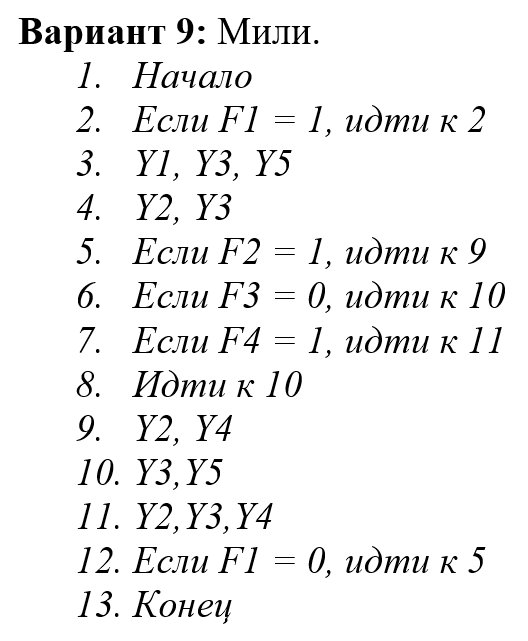 Вариант 9: Мили.
1. Начало
2. Если F1 = 1, идти к 2
3. Y1, Y3, Y5
4. Y2, Y3
5. Если F2 = 1, идти к 9
6. Если F3 = 0, идти к 10
7. Если F4 = 1, идти к 11
8. Идти к 10
9. Y2, Y4
10. Y3,Y5
11. Y2,Y3,Y4
12. Если F1 = 0, идти к 5
13. Конец